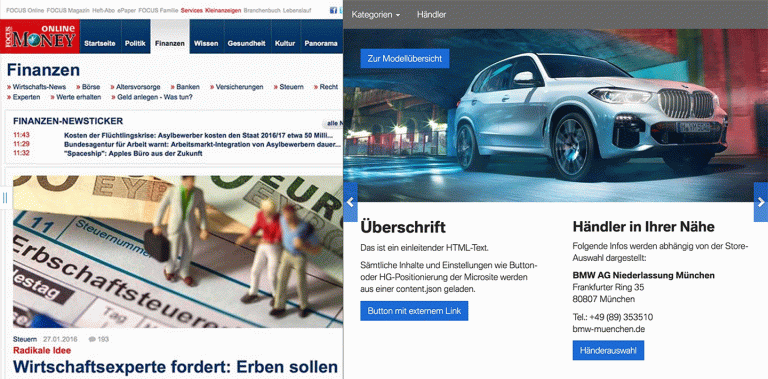 FOCUS Online FOCUS Magazin Heft-Abo ePaper FOCUS Familie Services Kleinanzeigen Branchenbuch Lebenslauf
FOCUS
ONLINE
MONEY
Startseite Politik Finanzen Wissen Gesundheit Kultur Panorama
Finanzen
» Wirtschafts-News » Börse » Altersvorsorge » Banken » Versicherungen » Steuern » Recht
» Experten » Werte erhalten » Geld anlegen - Was tun?
FINANZEN-NEWSTICKER
alle N
11:43 Kosten der Flüchtlingskrise: Asylbewerber kosten den Staat 2016/17 etwa 50 Mill...
11:29 Bundesagentur für Arbeit warnt: Arbeitsmarkt-Integration von Asylbewerbern dauer...
11:32 "Spaceship": Apples Büro aus der Zukunft
EURO
11 Steuernummer
Erbschaftsteuer
Vestag
Steuern 27.01.2016 193
Radikale Idee
Wirtschaftsexperte fordert: Erben sollen
Kategorien Händler
Zur Modellübersicht
Überschrift
Das ist ein einleitender HTML-Text.
Sämtliche Inhalte und Einstellungen wie Button-
oder HG-Positionierung der Microsite werden
aus einer content.json geladen.
Button mit externem Link
Händler in Ihrer Nähe
Folgende Infos werden abhängig von der Store-
Auswahl dargestellt:
BMW AG Niederlassung München
Frankfurter Ring 35
80807 München
Tel.: +49 (89) 353510
bmw-muenchen.de
Händerauswahl